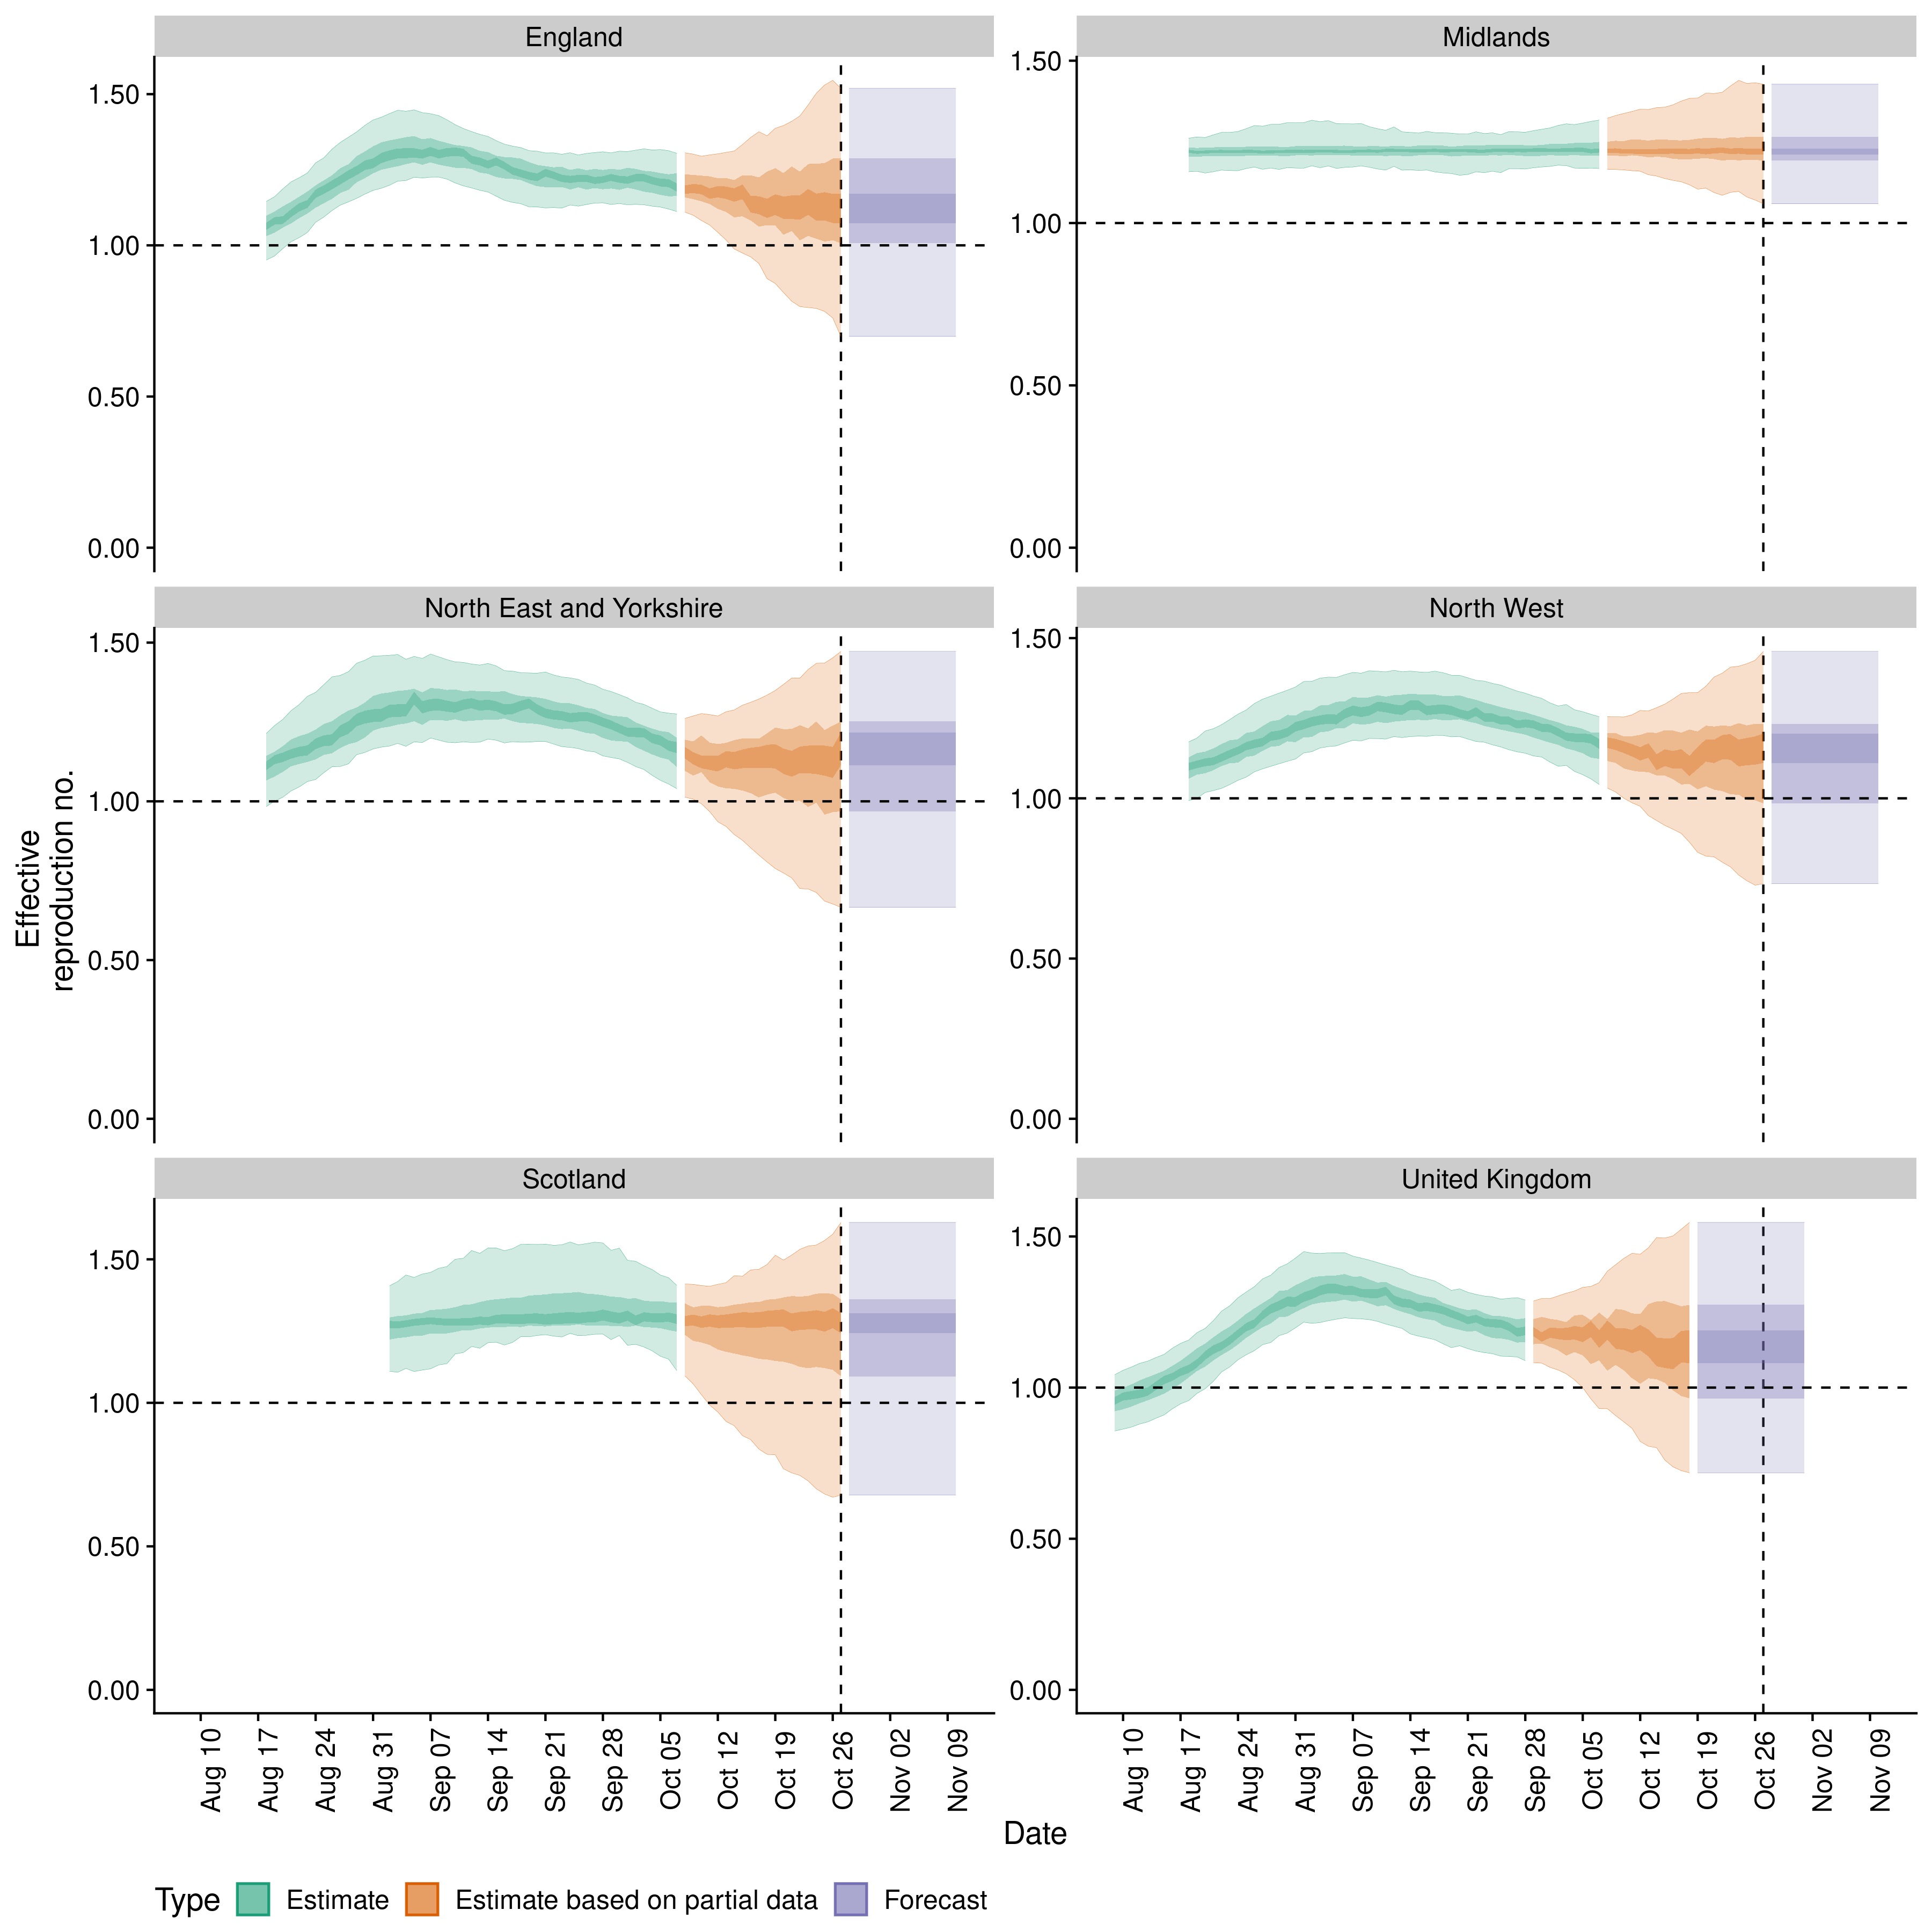 England
Midlands
1.50
1.00
0.50
0.00
1.50
1.00
0.50
0.00
North East and Yorkshire
North West
1.50
1.00
0.50
0.00
1.50
1.00
0.50
0.00
Effective
reproduction no.
Scotland
United Kingdom
1.50
1.00
0.50
0.00
1.50
1.00
0.50
0.00
Aug 10
Aug 17
Aug 24
Aug 31
Sep 07
Sep 14
Sep 21
Sep 28
Oct 05
Oct 12
Oct 19
Oct 26
Nov 02
Nov 09
Aug 10
Aug 17
Aug 24
Aug 31
Sep 07
Sep 14
Sep 21
Sep 28
Oct 05
Oct 12
Oct 19
Oct 26
Nov 02
Nov 09
Date
Type Estimate Estimate based on partial data Forecast